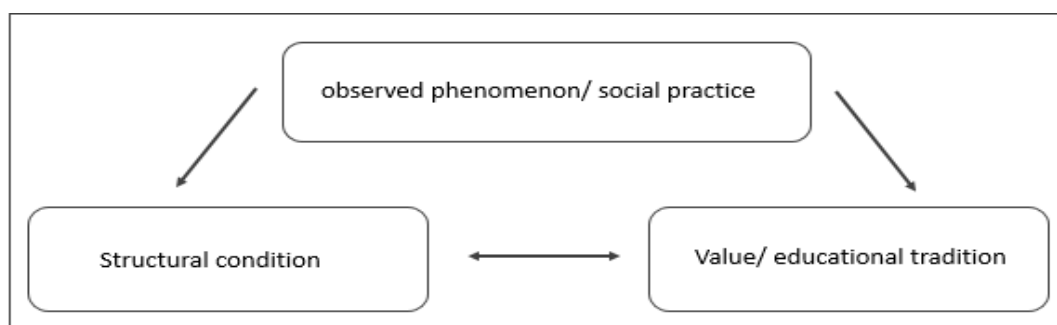 observed phenomenon/ social practice
Structural condition
Value/ educational tradition